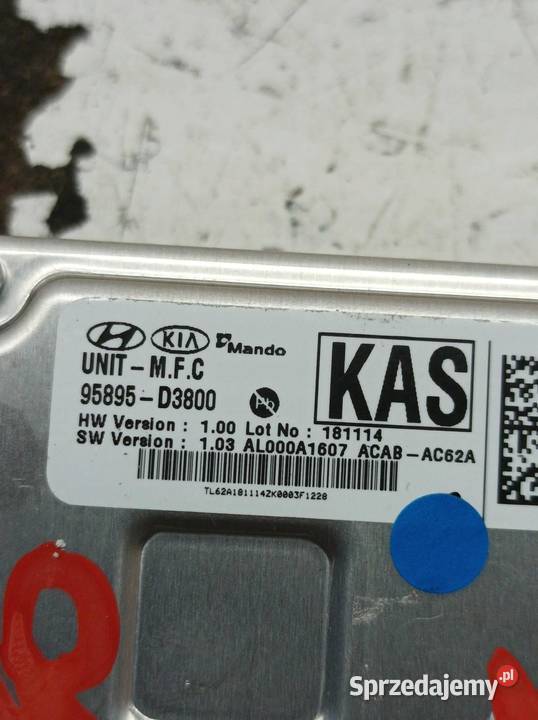 KIA Mando
UNIT-M.F.C
95895-D3800 Pb
KAS
HW Version : 1.00 Lot No : 181114
SW Version : 1.03 AL000A1607 ACAB-AC62A
TL62A181114ZK0003F1228
Sprzedajemy.pl